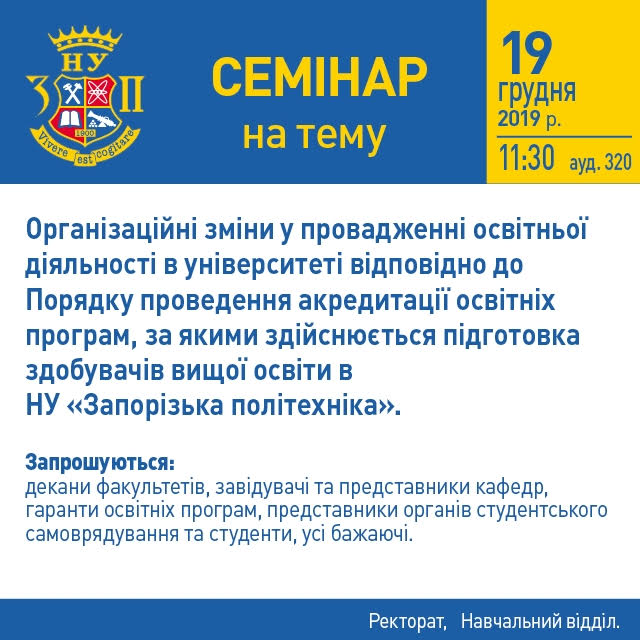 НУ
З П
1900
Vivere est cogitare
СЕМІНАР
на тему
19
грудня
2019 р.
11:30 ауд. 320
Організаційні зміни у провадженні освітньої
діяльності в університеті відповідно до
Порядку проведення акредитації освітніх
програм, за якими здійснюється підготовка
здобувачів вищої освіти в
НУ «Запорізька політехніка».
Запрошуються:
декани факультетів, завідувачі та представники кафедр,
гаранти освітніх програм, представники органів студентського
самоврядування та студенти, усі бажаючі.
Ректорат, Навчальний відділ.